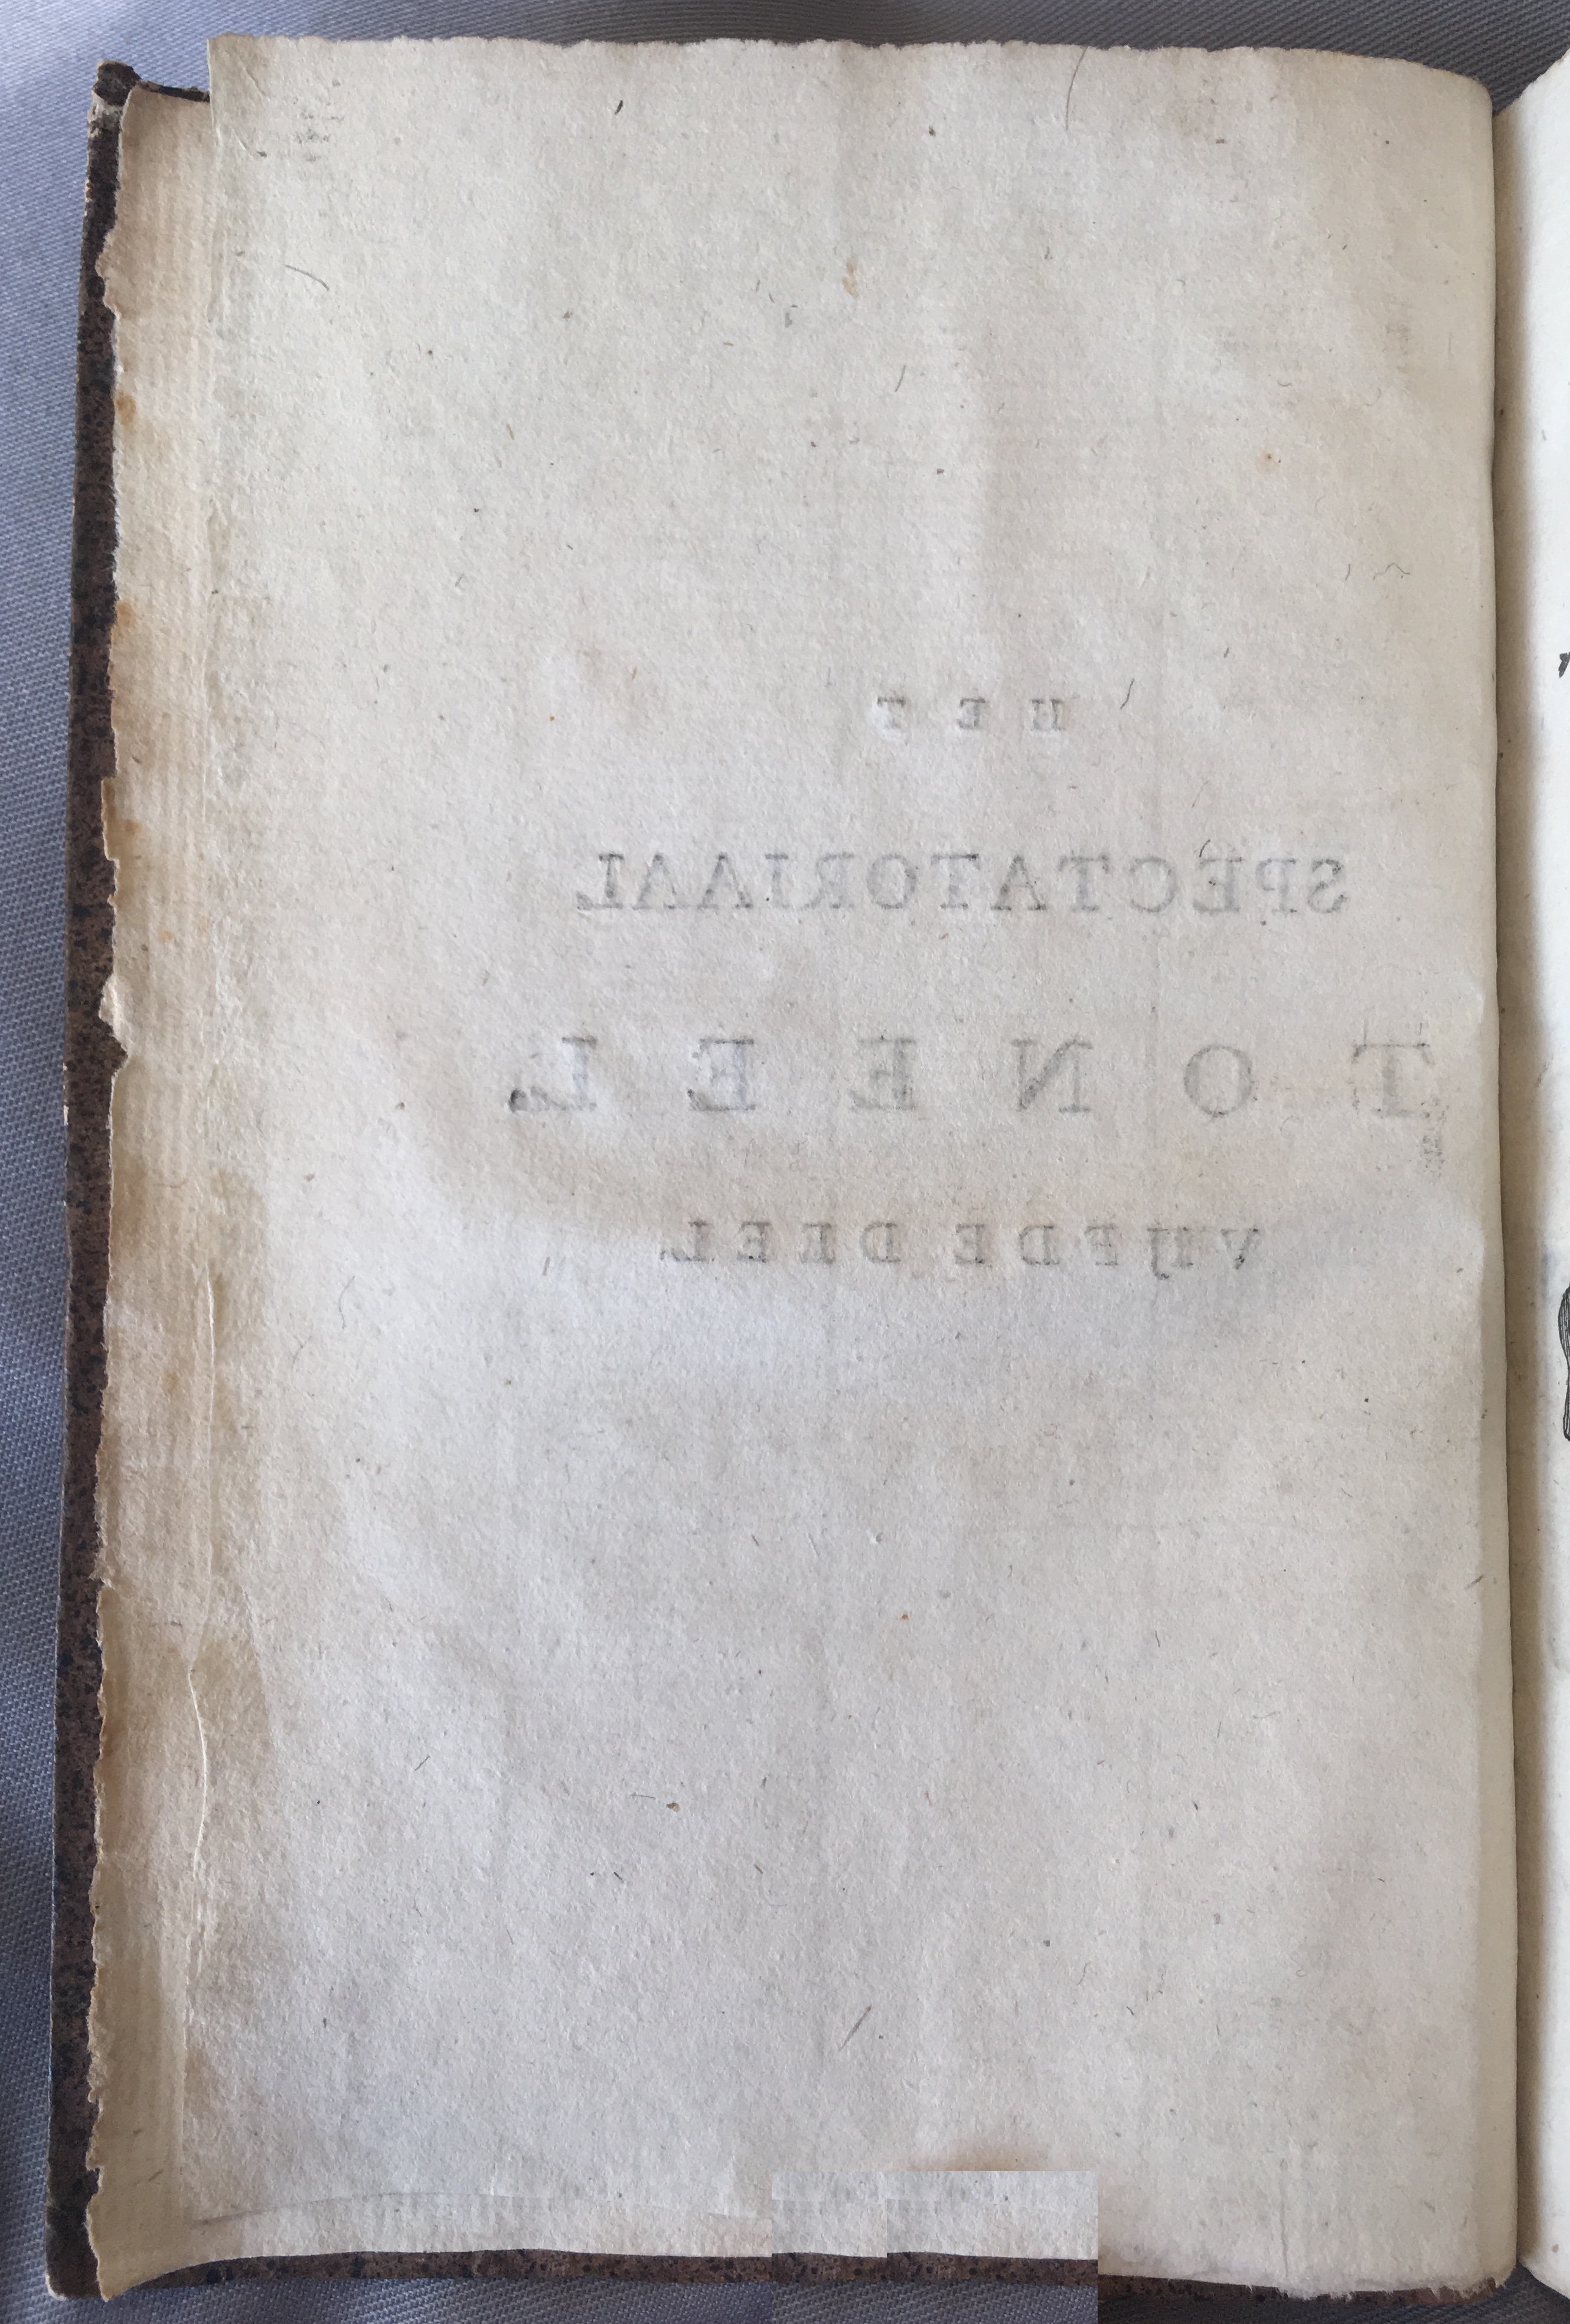 HET
SPECTATORIAAL
TONEEL.
VIJFDE DEEL.